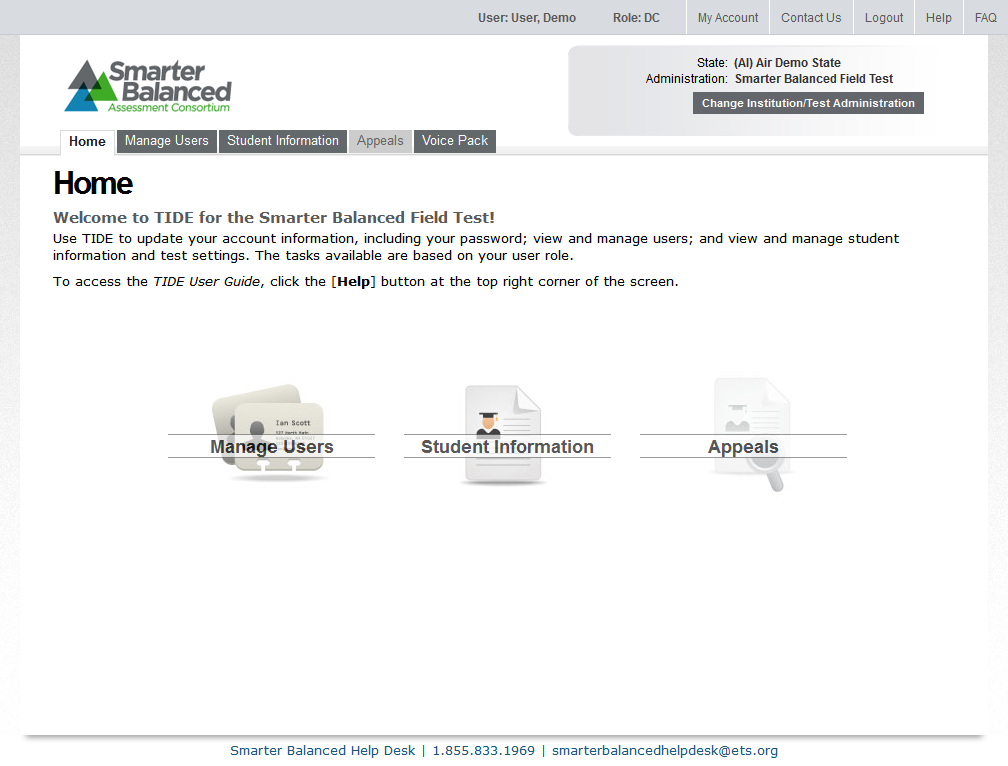 User: User, Demo Role: DC My Account Contact Us Logout Help FAQ
Smarter
Balanced
Assessment Consortium
State: (AI) Air Demo State
Administration: Smarter Balanced Field Test
Change Institution/Test Administration
Home Manage Users Student Information Appeals Voice Pack
Home
Welcome to TIDE for the Smarter Balanced Field Test!
Use TIDE to update your account information, including your password; view and manage users; and view and manage student
information and test settings. The tasks available are based on your user role.
To access the TIDE User Guide, click the [Help] button at the top right corner of the screen.
Ian Scott
Manage Users
Student Information
Appeals
Smarter Balanced Help Desk | 1.855.833.1969 | smarterbalancedhelpdesk@ets.org